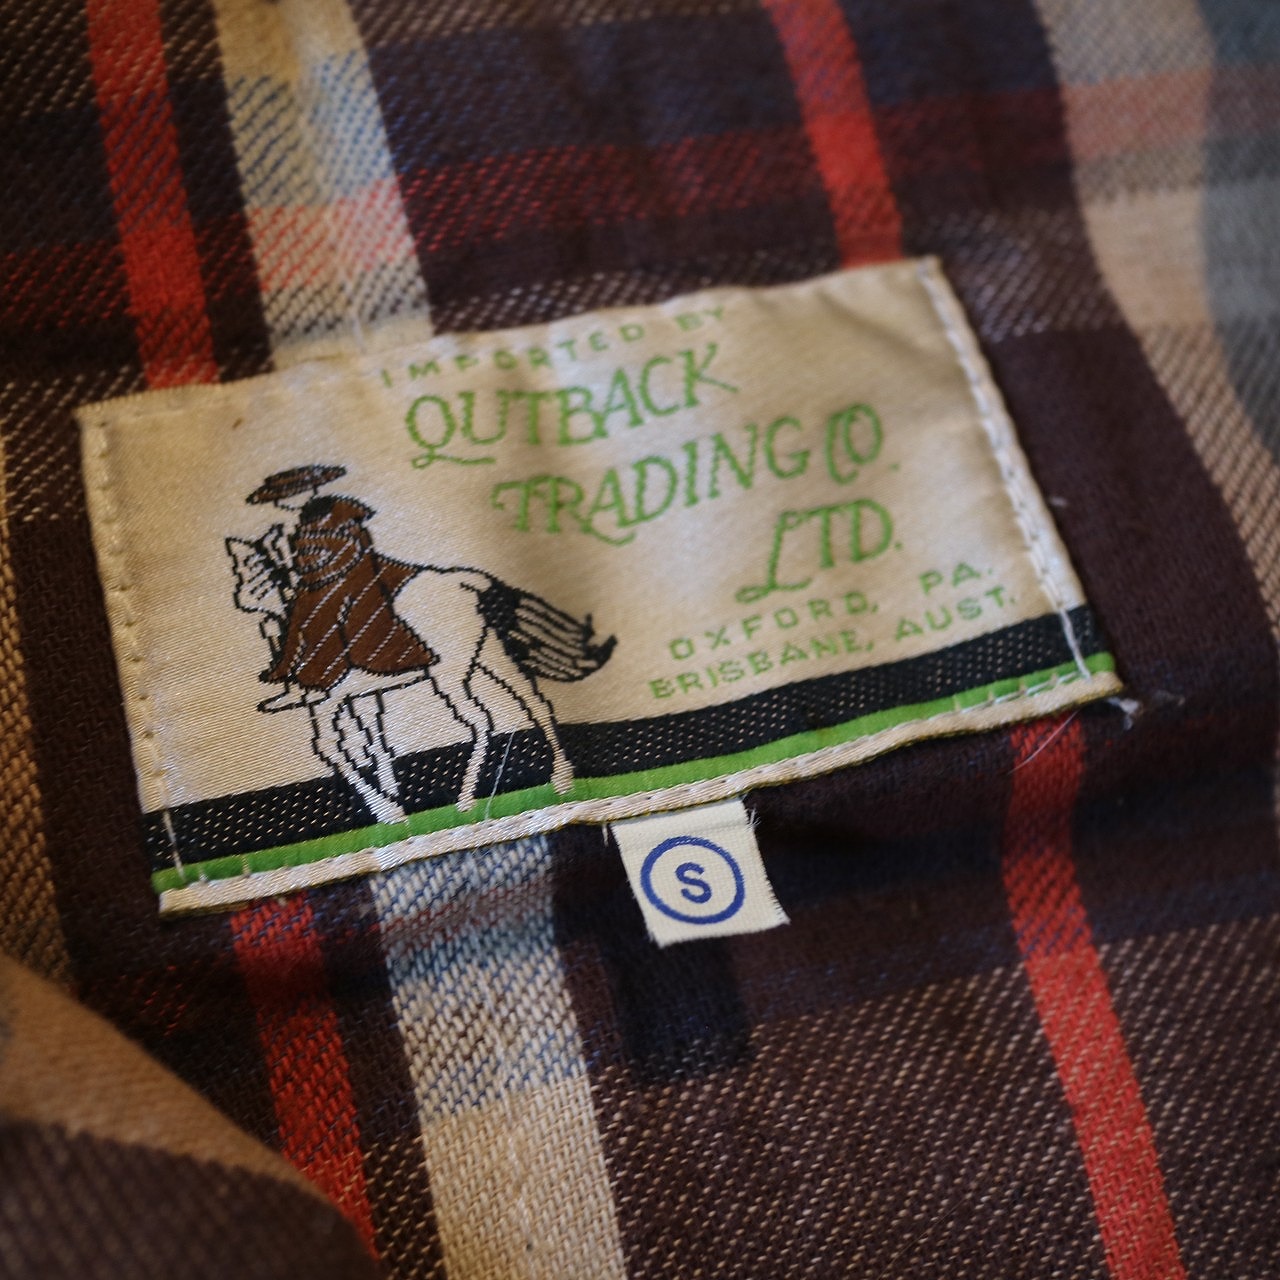 IMPORTED BY
OUTBACK
TRADING CO.
LTD.
OXFORD, PA.
BRISBANE, AUST.
S